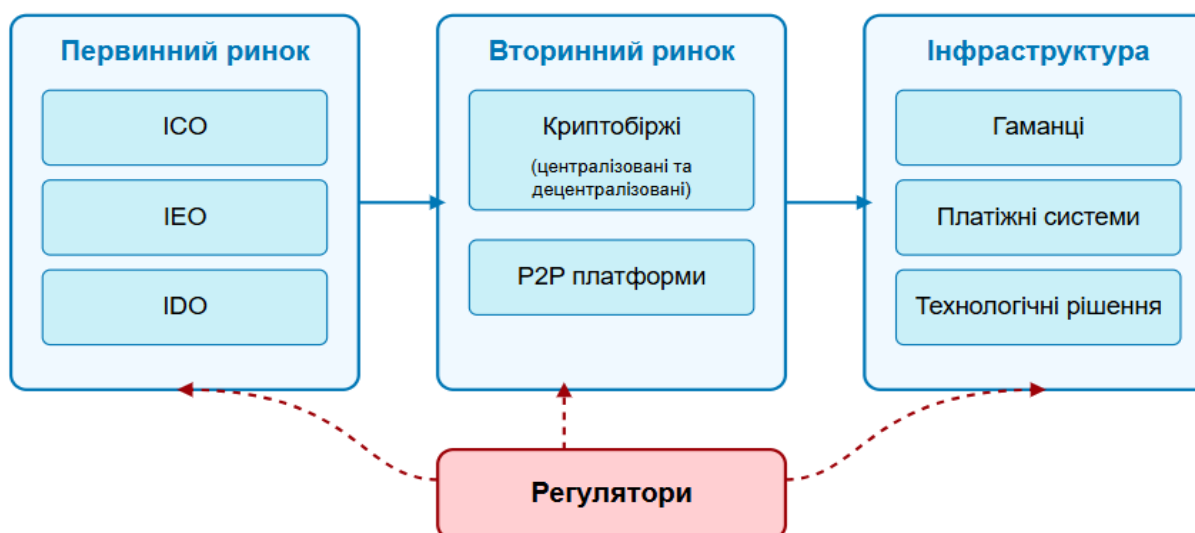 Первинний ринок
ICO
IEO
IDO
Вторинний ринок
Криптобіржі
(централізовані та
децентралізовані)
P2P платформи
Інфраструктура
Гаманці
Платіжні системи
Технологічні рішення
Регулятори